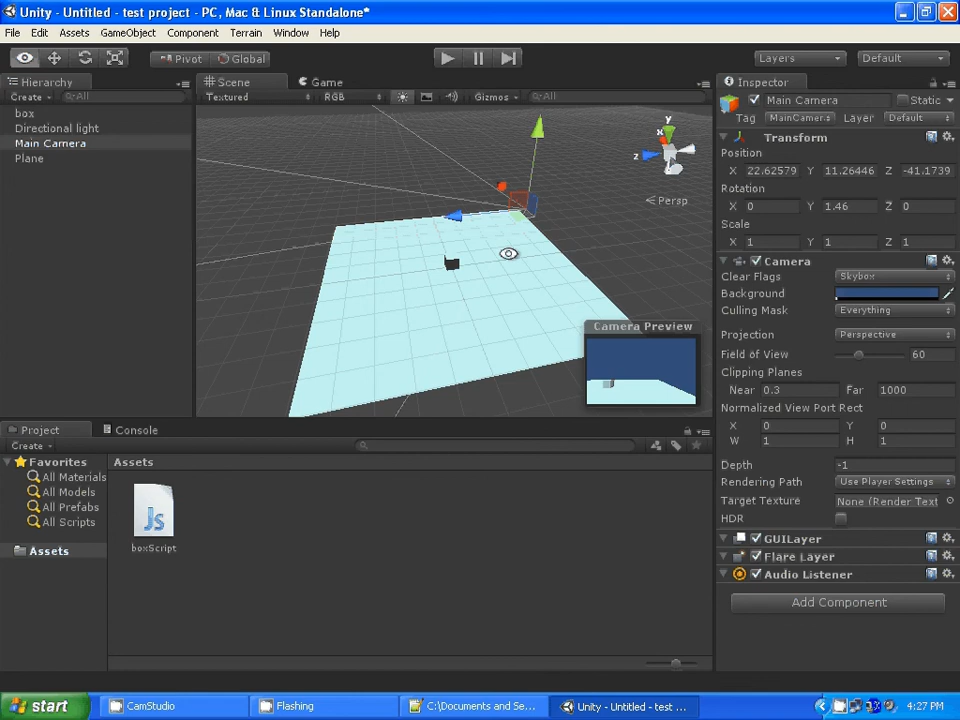 Unity - Untitled - test project - PC, Mac & Linux Standalone*
File Edit Assets GameObject Component Terrain Window Help
Pivot Global Layers Default
Hierarchy
Create All
box
Directional light
Main Camera
Plane
Scene Game
Textured RGB Gizmos All
y
x
z
Persp
Camera Preview
Inspector
Main Camera Static
Tag MainCamer Layer Default
Transform
Position
X 22.62579 Y 11.26446 Z -41.1739
Rotation
X 0 Y 1.46 Z 0
Scale
X 1 Y 1 Z 1
Camera
Clear Flags Skybox
Background
Culling Mask Everything
Projection Perspective
Field of View 60
Clipping Planes
Near 0.3 Far 1000
Normalized View Port Rect
X 0 Y 0
W 1 H 1
Depth -1
Rendering Path Use Player Settings
Target Texture None (Render Text
HDR
GUILayer
Flare Layer
Audio Listener
Add Component
Project Console
Create
Favorites
All Materials
All Models
All Prefabs
All Scripts
Assets
Assets
Js
boxScript
start CamStudio Flashing C:\Documents and Se... Unity - Untitled - test ... 4:27 PM